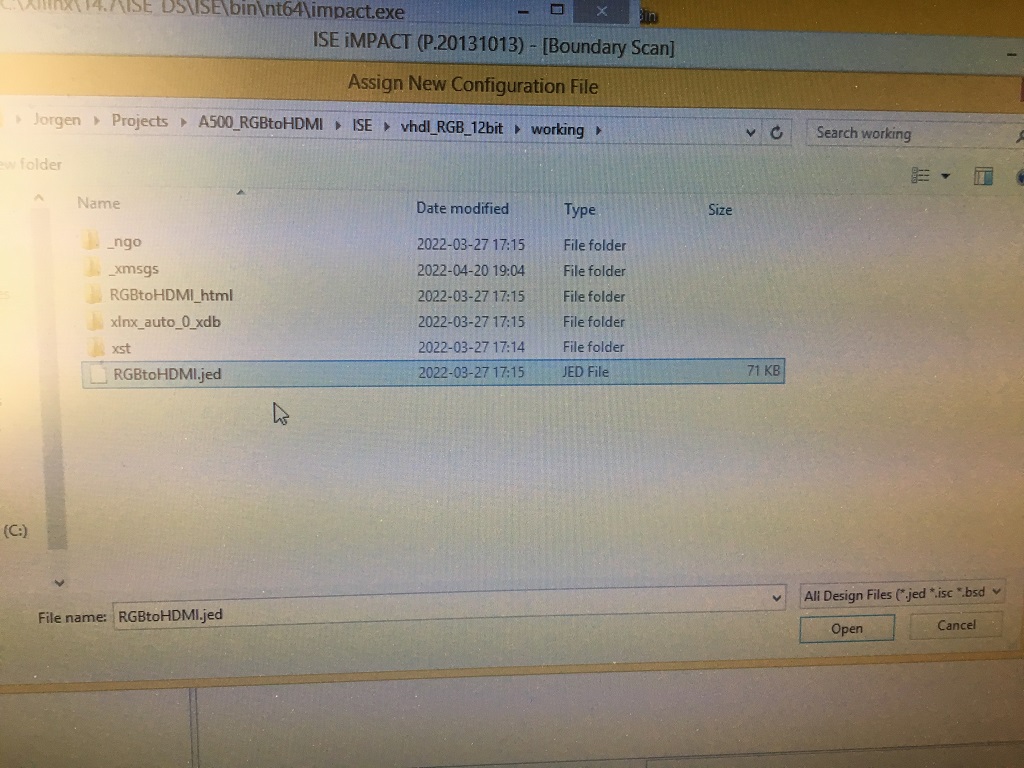 C:\Xilinx\14.7\ISE_DS\ISE\bin\nt64\impact.exe
ISE iMPACT (P.20131013) - [Boundary Scan]
Assign New Configuration File
Jorgen ▸ Projects ▸ A500_RGBtoHDMI ▸ ISE ▸ vhdl_RGB_12bit ▸ working ▸
Search working
ew folder
Name Date modified Type Size
_ngo 2022-03-27 17:15 File folder
_xmsgs 2022-04-20 19:04 File folder
RGBtoHDMI_html 2022-03-27 17:15 File folder
xlnx_auto_0_xdb 2022-03-27 17:15 File folder
xst 2022-03-27 17:14 File folder
RGBtoHDMI.jed 2022-03-27 17:15 JED File 71 KB
(C:)
File name: RGBtoHDMI.jed
All Design Files (*.jed *.isc *.bsd
Open Cancel